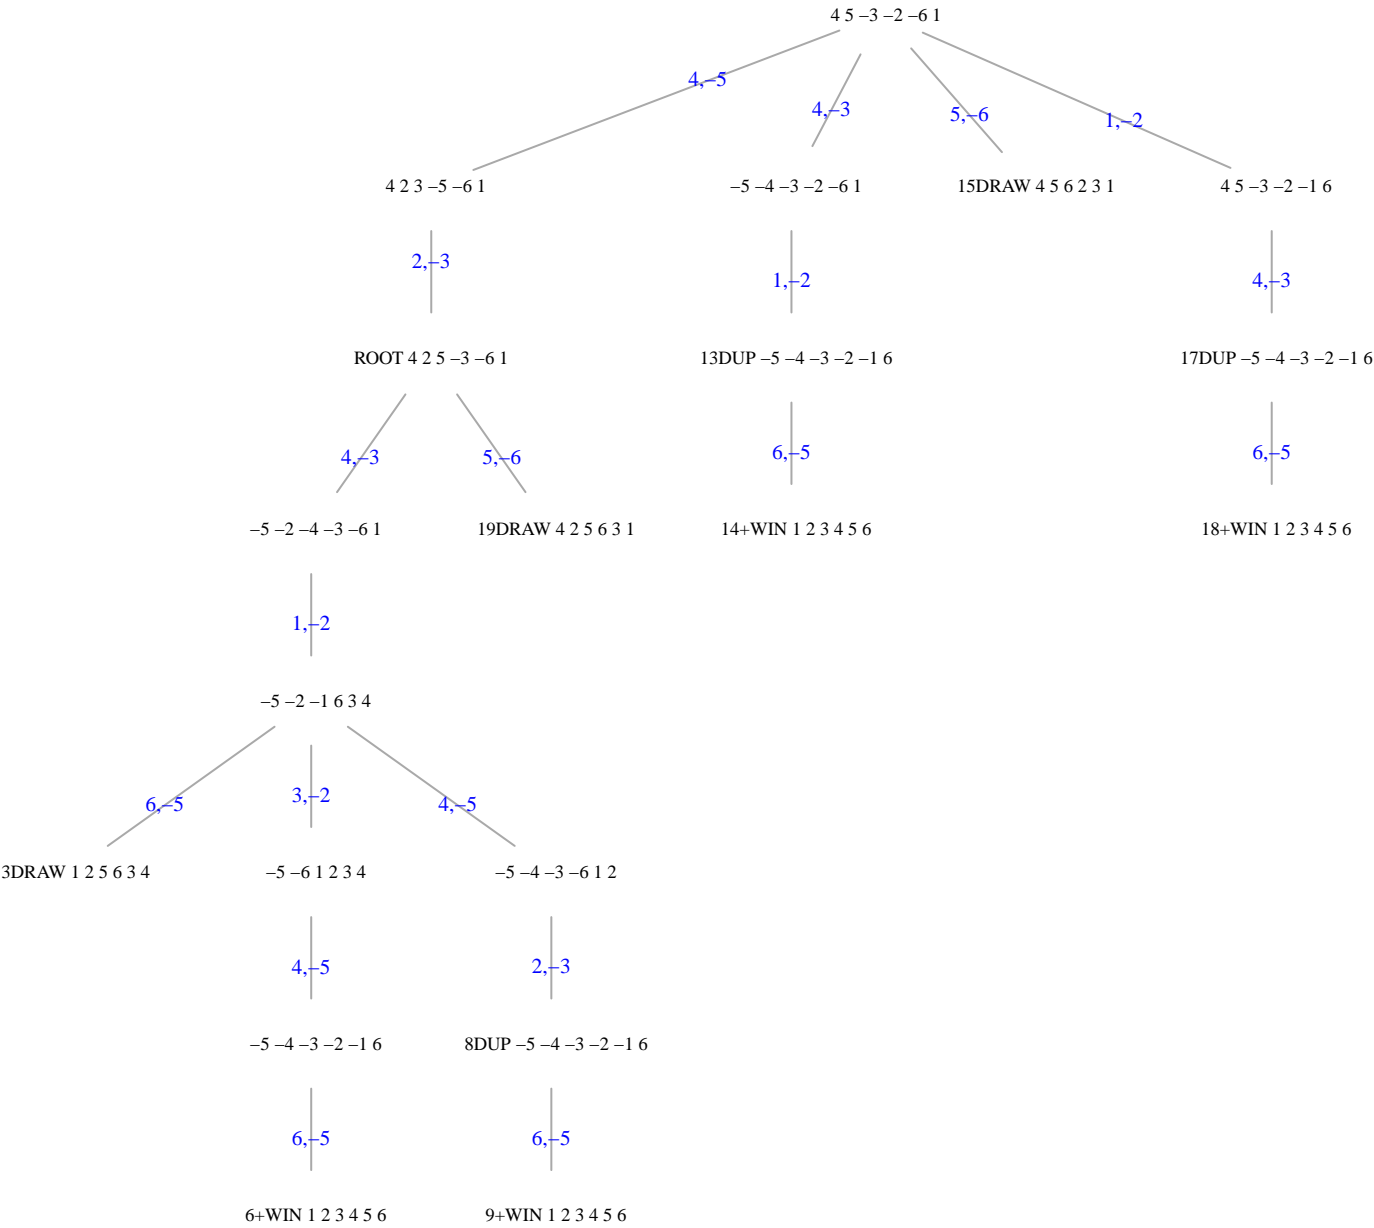 4 5 –3 –2 –6 1
4,–5
4,–3
5,–6
1,–2
4 2 3 –5 –6 1
–5 –4 –3 –2 –6 1
15DRAW 4 5 6 2 3 1
4 5 –3 –2 –1 6
2,–3
1,–2
4,–3
ROOT 4 2 5 –3 –6 1
13DUP –5 –4 –3 –2 –1 6
17DUP –5 –4 –3 –2 –1 6
4,–3
5,–6
6,–5
6,–5
–5 –2 –4 –3 –6 1
19DRAW 4 2 5 6 3 1
14+WIN 1 2 3 4 5 6
18+WIN 1 2 3 4 5 6
1,–2
–5 –2 –1 6 3 4
6,–5
3,–2
4,–5
3DRAW 1 2 5 6 3 4
–5 –6 1 2 3 4
–5 –4 –3 –6 1 2
4,–5
2,–3
–5 –4 –3 –2 –1 6
8DUP –5 –4 –3 –2 –1 6
6,–5
6,–5
6+WIN 1 2 3 4 5 6
9+WIN 1 2 3 4 5 6